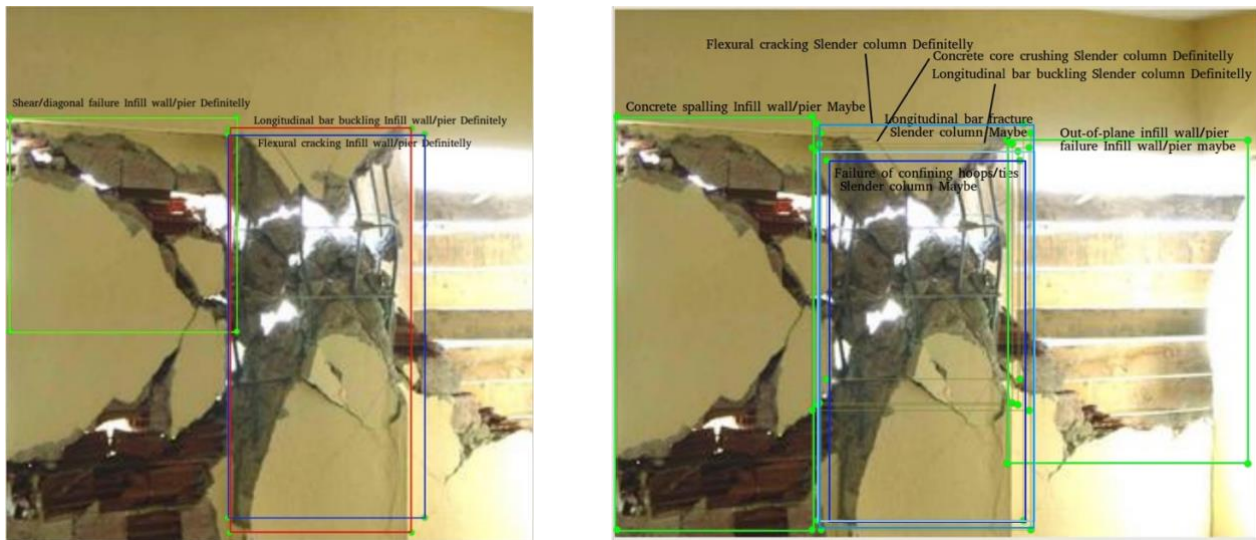 Shear/diagonal failure Infill wall/pier Definitelly
Longitudinal bar buckling Infill wall/pier Definitely
Flexural cracking Infill wall/pier Definitelly
Flexural cracking Slender column Definitelly
Concrete core crushing Slender column Definitelly
Longitudinal bar buckling Slender column Definitelly
Concrete spalling Infill wall/pier Maybe
Longitudinal bar fracture
Slender column Maybe
Out-of-plane infill wall/pier
failure Infill wall/pier maybe
Failure of confining hoops/ties
Slender column Maybe